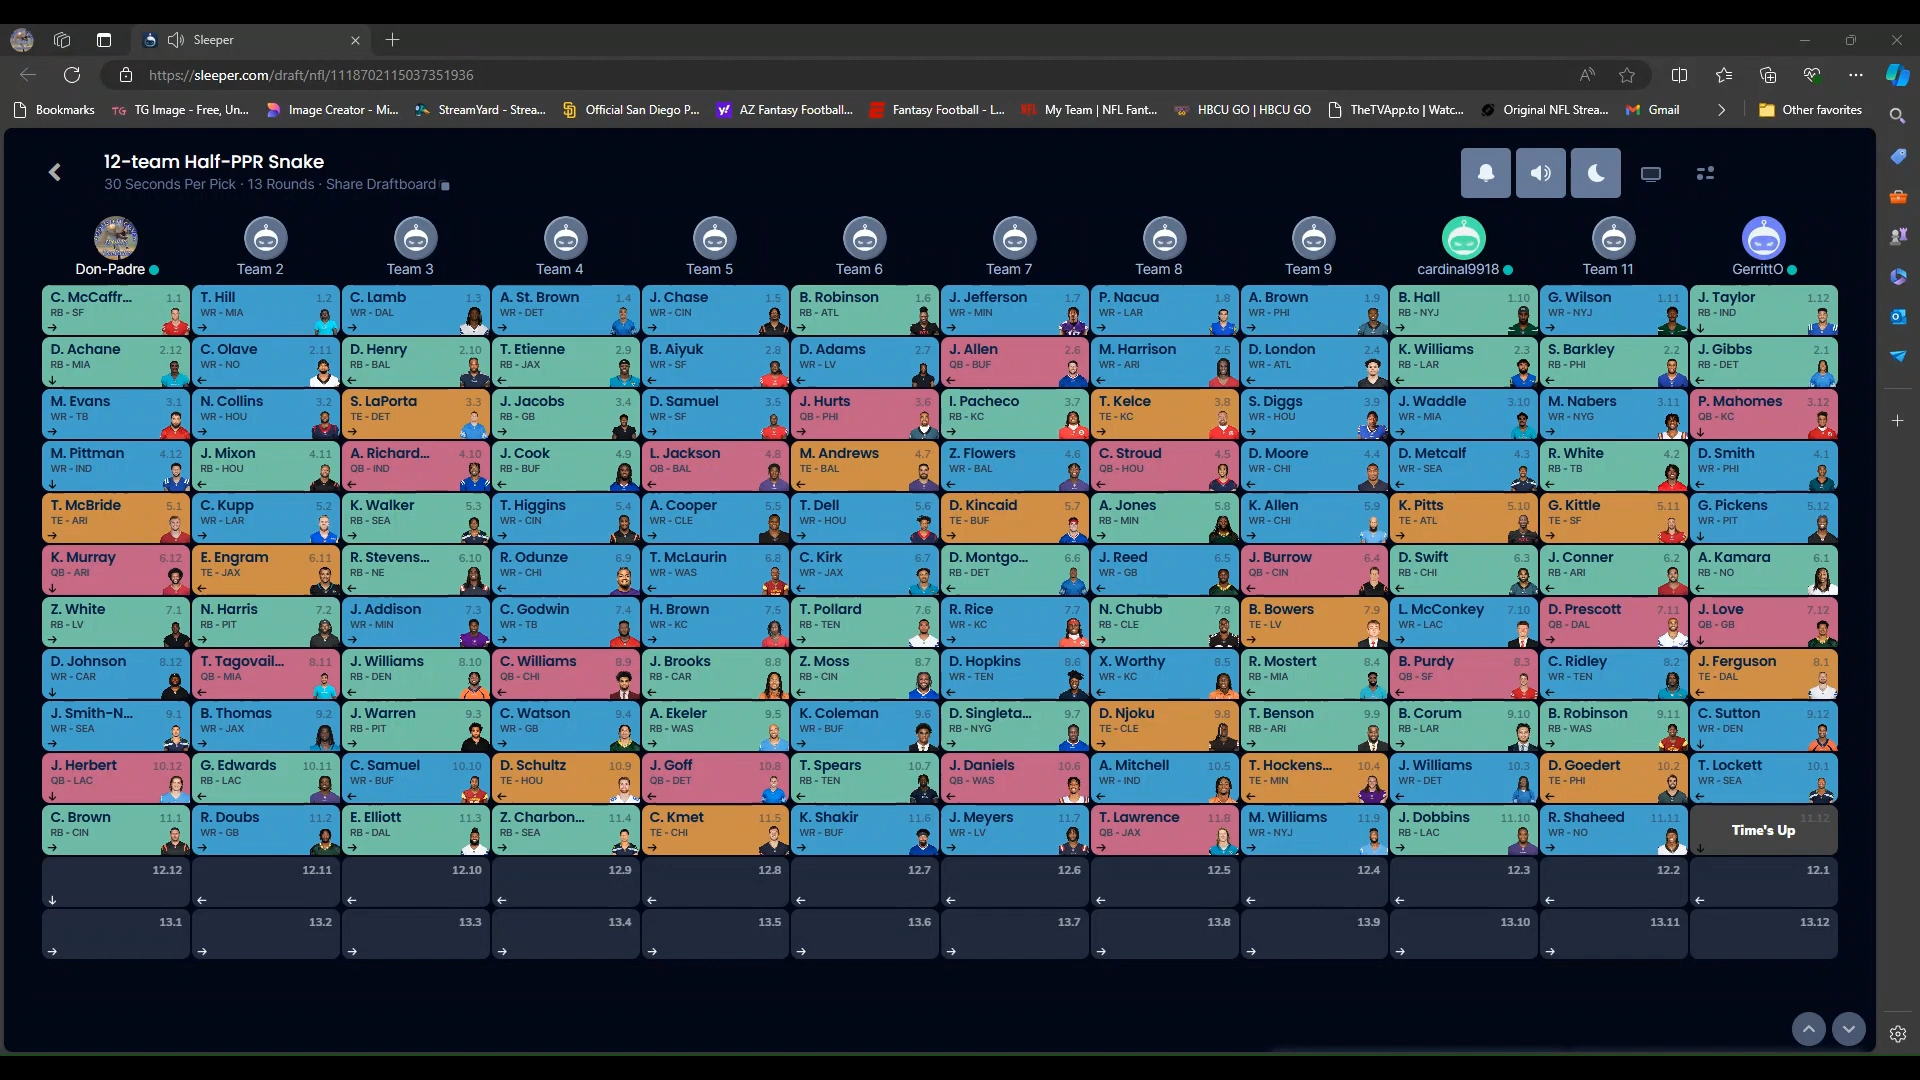 Sleeper
https://sleeper.com/draft/nfl/1118702115037351936
Bookmarks TG Image - Free, Un... Image Creator - Mi... StreamYard - Strea... Official San Diego P... AZ Fantasy Football... Fantasy Football - L... My Team | NFL Fant... HBCU GO | HBCU GO TheTVApp.to | Watc... Original NFL Strea... Gmail Other favorites
12-team Half-PPR Snake
30 Seconds Per Pick · 13 Rounds · Share Draftboard
Don-Padre Team 2 Team 3 Team 4 Team 5 Team 6 Team 7 Team 8 Team 9 cardinal9918 Team 11 GerrittO
C. McCaffr... 1.1 T. Hill 1.2 C. Lamb 1.3 A. St. Brown 1.4 J. Chase 1.5 B. Robinson 1.6 J. Jefferson 1.7 P. Nacua 1.8 A. Brown 1.9 B. Hall 1.10 G. Wilson 1.11 J. Taylor 1.12
RB - SF WR - MIA WR - DAL WR - DET WR - CIN RB - ATL WR - MIN WR - LAR WR - PHI RB - NYJ WR - NYJ RB - IND
D. Achane 2.12 C. Olave 2.11 D. Henry 2.10 T. Etienne 2.9 B. Aiyuk 2.8 D. Adams 2.7 J. Allen 2.6 M. Harrison 2.5 D. London 2.4 K. Williams 2.3 S. Barkley 2.2 J. Gibbs 2.1
RB - MIA WR - NO RB - BAL RB - JAX WR - SF WR - LV QB - BUF WR - ARI WR - ATL RB - LAR RB - PHI RB - DET
M. Evans 3.1 N. Collins 3.2 S. LaPorta 3.3 J. Jacobs 3.4 D. Samuel 3.5 J. Hurts 3.6 I. Pacheco 3.7 T. Kelce 3.8 S. Diggs 3.9 J. Waddle 3.10 M. Nabers 3.11 P. Mahomes 3.12
WR - TB WR - HOU TE - DET RB - GB WR - SF QB - PHI RB - KC TE - KC WR - HOU WR - MIA WR - NYG QB - KC
M. Pittman 4.12 J. Mixon 4.11 A. Richard... 4.10 J. Cook 4.9 L. Jackson 4.8 M. Andrews 4.7 Z. Flowers 4.6 C. Stroud 4.5 D. Moore 4.4 D. Metcalf 4.3 R. White 4.2 D. Smith 4.1
WR - IND RB - HOU QB - IND RB - BUF QB - BAL TE - BAL WR - BAL QB - HOU WR - CHI WR - SEA RB - TB WR - PHI
T. McBride 5.1 C. Kupp 5.2 K. Walker 5.3 T. Higgins 5.4 A. Cooper 5.5 T. Dell 5.6 D. Kincaid 5.7 A. Jones 5.8 K. Allen 5.9 K. Pitts 5.10 G. Kittle 5.11 G. Pickens 5.12
TE - ARI WR - LAR RB - SEA WR - CIN WR - CLE WR - HOU TE - BUF RB - MIN WR - CHI TE - ATL TE - SF WR - PIT
K. Murray 6.12 E. Engram 6.11 R. Stevens... 6.10 R. Odunze 6.9 T. McLaurin 6.8 C. Kirk 6.7 D. Montgo... 6.6 J. Reed 6.5 J. Burrow 6.4 D. Swift 6.3 J. Conner 6.2 A. Kamara 6.1
QB - ARI TE - JAX RB - NE WR - CHI WR - WAS WR - JAX RB - DET WR - GB QB - CIN RB - CHI RB - ARI RB - NO
Z. White 7.1 N. Harris 7.2 J. Addison 7.3 C. Godwin 7.4 H. Brown 7.5 T. Pollard 7.6 R. Rice 7.7 N. Chubb 7.8 B. Bowers 7.9 L. McConkey 7.10 D. Prescott 7.11 J. Love 7.12
RB - LV RB - PIT WR - MIN WR - TB WR - KC RB - TEN WR - KC RB - CLE TE - LV WR - LAC QB - DAL QB - GB
D. Johnson 8.12 T. Tagovail... 8.11 J. Williams 8.10 C. Williams 8.9 J. Brooks 8.8 Z. Moss 8.7 D. Hopkins 8.6 X. Worthy 8.5 R. Mostert 8.4 B. Purdy 8.3 C. Ridley 8.2 J. Ferguson 8.1
WR - CAR QB - MIA RB - DEN QB - CHI RB - CAR RB - CIN WR - TEN WR - KC RB - MIA QB - SF WR - TEN TE - DAL
J. Smith-N... 9.1 B. Thomas 9.2 J. Warren 9.3 C. Watson 9.4 A. Ekeler 9.5 K. Coleman 9.6 D. Singleta... 9.7 D. Njoku 9.8 T. Benson 9.9 B. Corum 9.10 B. Robinson 9.11 C. Sutton 9.12
WR - SEA WR - JAX RB - PIT WR - GB RB - WAS WR - BUF RB - NYG TE - CLE RB - ARI RB - LAR RB - WAS WR - DEN
J. Herbert 10.12 G. Edwards 10.11 C. Samuel 10.10 D. Schultz 10.9 J. Goff 10.8 T. Spears 10.7 J. Daniels 10.6 A. Mitchell 10.5 T. Hockens... 10.4 J. Williams 10.3 D. Goedert 10.2 T. Lockett 10.1
QB - LAC RB - LAC WR - BUF TE - HOU QB - DET RB - TEN QB - WAS WR - IND TE - MIN WR - DET TE - PHI WR - SEA
C. Brown 11.1 R. Doubs 11.2 E. Elliott 11.3 Z. Charbon... 11.4 C. Kmet 11.5 K. Shakir 11.6 J. Meyers 11.7 T. Lawrence 11.8 M. Williams 11.9 J. Dobbins 11.10 R. Shaheed 11.11 11.12
RB - CIN WR - GB RB - DAL RB - SEA TE - CHI WR - BUF WR - LV QB - JAX WR - NYJ RB - LAC WR - NO Time's Up
12.12 12.11 12.10 12.9 12.8 12.7 12.6 12.5 12.4 12.3 12.2 12.1
13.1 13.2 13.3 13.4 13.5 13.6 13.7 13.8 13.9 13.10 13.11 13.12